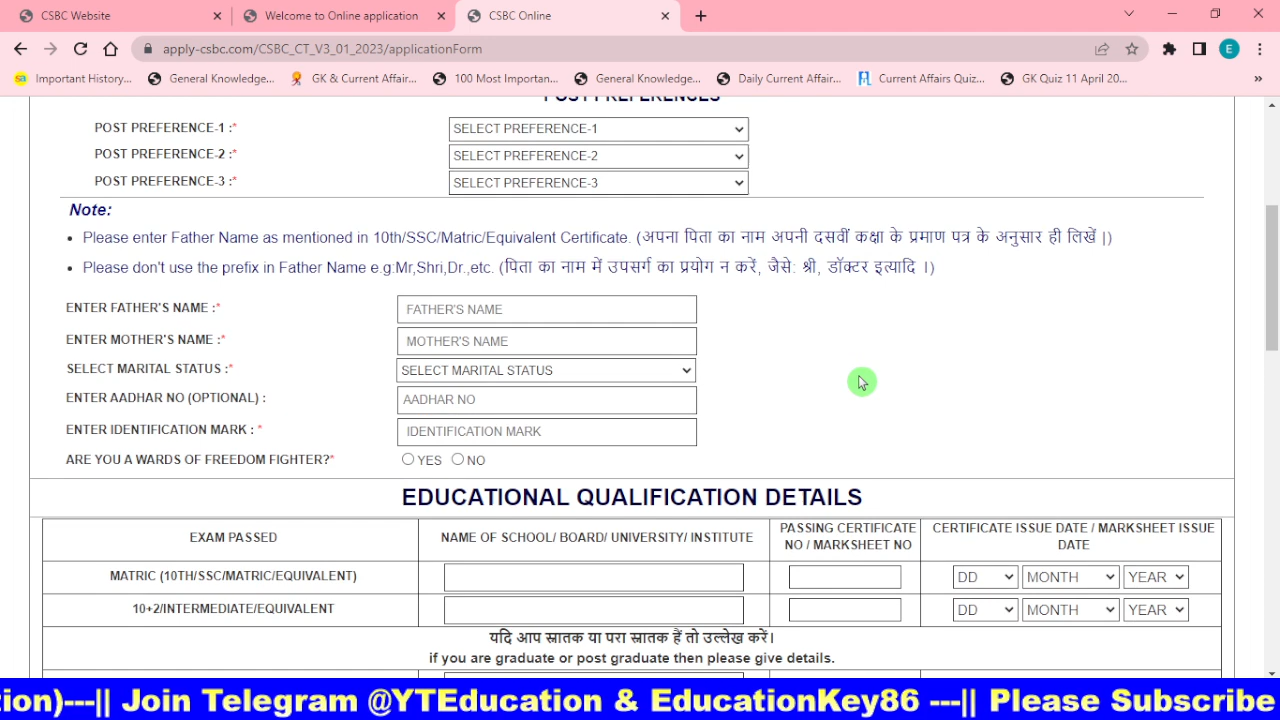 CSBC Website
Welcome to Online application
CSBC Online
apply-csbc.com/CSBC_CT_V3_01_2023/applicationForm
E
Important History...
General Knowledge...
GK & Current Affair...
100 Most Importan...
General Knowledge...
Daily Current Affair...
Current Affairs Quiz...
GK Quiz 11 April 20...
POST PREFERENCES
POST PREFERENCE-1 :* SELECT PREFERENCE-1
POST PREFERENCE-2 :* SELECT PREFERENCE-2
POST PREFERENCE-3 :* SELECT PREFERENCE-3
Note:
Please enter Father Name as mentioned in 10th/SSC/Matric/Equivalent Certificate. (अपना पिता का नाम अपनी दसवीं कक्षा के प्रमाण पत्र के अनुसार ही लिखें |)
Please don't use the prefix in Father Name e.g:Mr,Shri,Dr.,etc. (पिता का नाम में उपसर्ग का प्रयोग न करें, जैसे: श्री, डॉक्टर इत्यादि ।)
ENTER FATHER'S NAME :* FATHER'S NAME
ENTER MOTHER'S NAME :* MOTHER'S NAME
SELECT MARITAL STATUS :* SELECT MARITAL STATUS
ENTER AADHAR NO (OPTIONAL) : AADHAR NO
ENTER IDENTIFICATION MARK : * IDENTIFICATION MARK
ARE YOU A WARDS OF FREEDOM FIGHTER?* YES NO
EDUCATIONAL QUALIFICATION DETAILS
EXAM PASSED
NAME OF SCHOOL/ BOARD/ UNIVERSITY/ INSTITUTE
PASSING CERTIFICATE
NO / MARKSHEET NO
CERTIFICATE ISSUE DATE / MARKSHEET ISSUE
DATE
MATRIC (10TH/SSC/MATRIC/EQUIVALENT) DD MONTH YEAR
10+2/INTERMEDIATE/EQUIVALENT DD MONTH YEAR
यदि आप स्नातक या परा स्नातक हैं तो उल्लेख करें।
if you are graduate or post graduate then please give details.
tion)---|| Join Telegram @YTEducation & EducationKey86 ---|| Please Subscribe